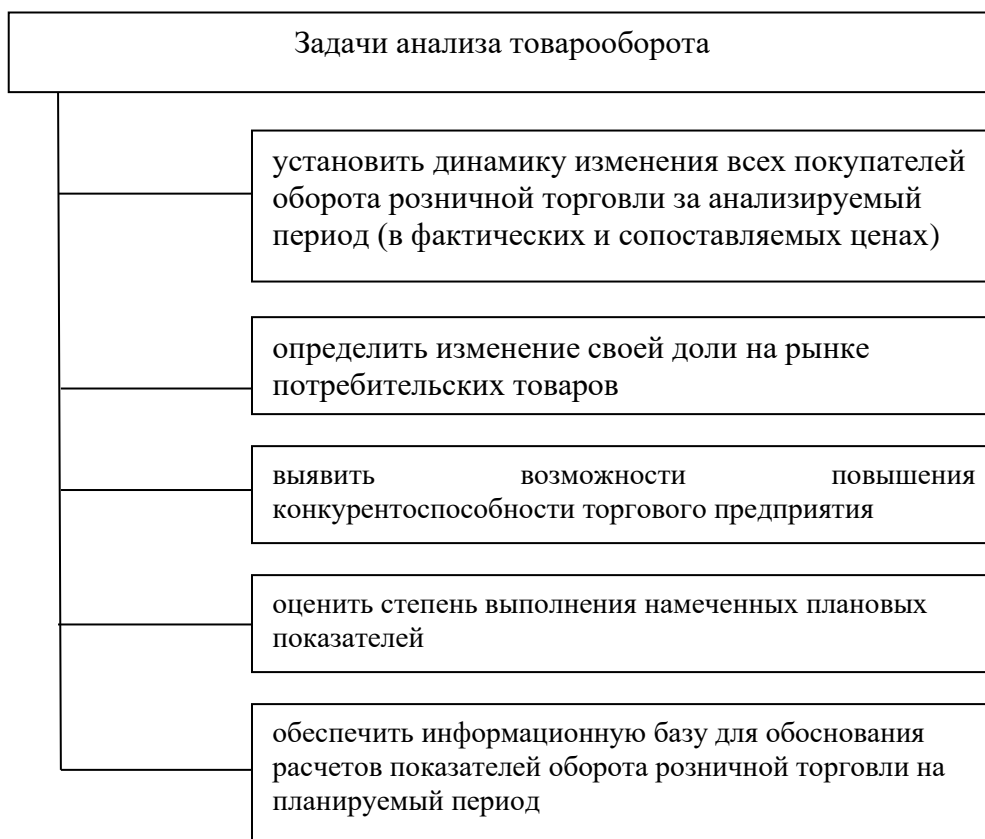 Задачи анализа товарооборота
установить динамику изменения всех покупателей
оборота розничной торговли за анализируемый
период (в фактических и сопоставляемых ценах)
определить изменение своей доли на рынке
потребительских товаров
выявить возможности повышения
конкурентоспособности торгового предприятия
оценить степень выполнения намеченных плановых
показателей
обеспечить информационную базу для обоснования
расчетов показателей оборота розничной торговли на
планируемый период